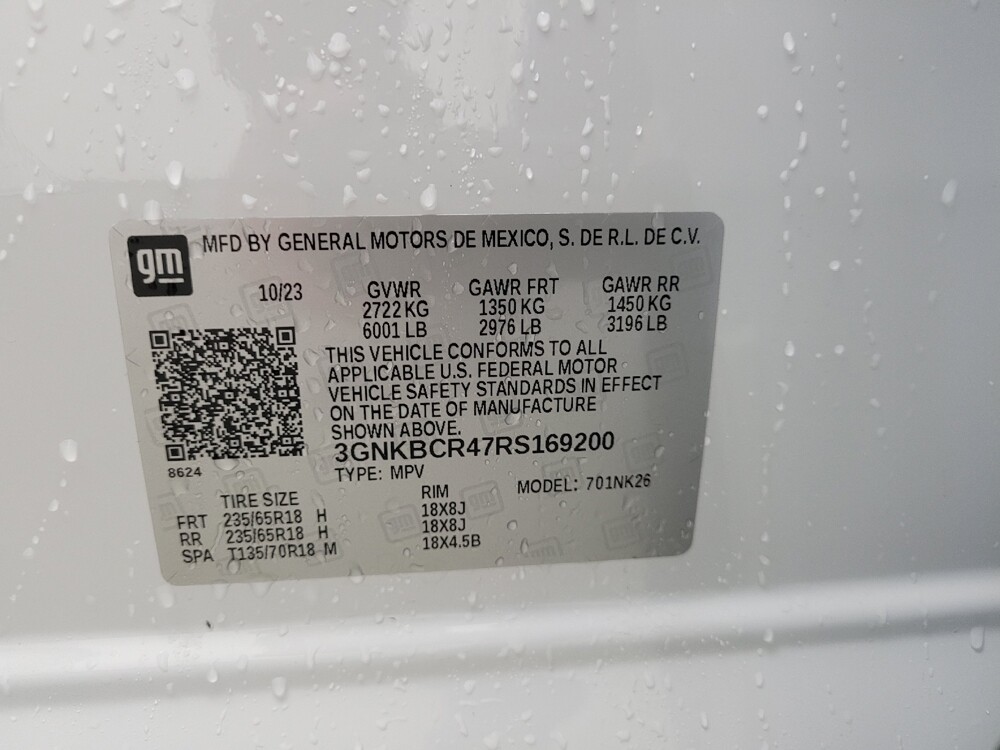 gm MFD BY GENERAL MOTORS DE MEXICO, S. DE R.L. DE C.V.
10/23 GVWR GAWR FRT GAWR RR
2722 KG 1350 KG 1450 KG
6001 LB 2976 LB 3196 LB
THIS VEHICLE CONFORMS TO ALL
APPLICABLE U.S. FEDERAL MOTOR
VEHICLE SAFETY STANDARDS IN EFFECT
ON THE DATE OF MANUFACTURE
SHOWN ABOVE.
3GNKBCR47RS169200
8624 TYPE: MPV MODEL: 701NK26
TIRE SIZE RIM
FRT 235/65R18 H 18X8J
RR 235/65R18 H 18X8J
SPA T135/70R18 M 18X4.5B